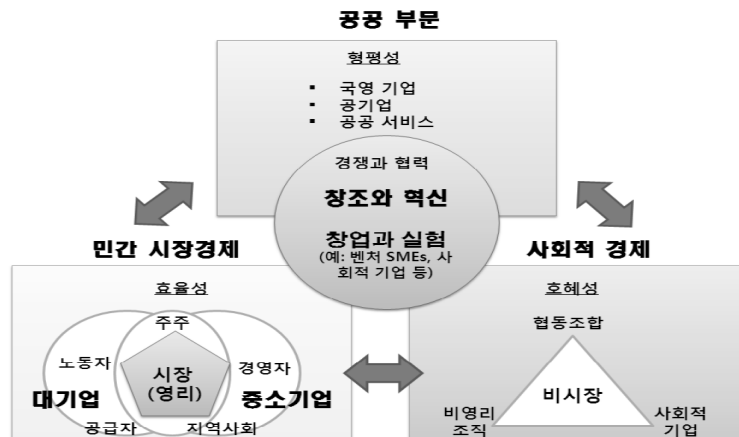 공공 부문
형평성
▪ 국영 기업
▪ 공기업
▪ 공공 서비스
경쟁과 협력
창조와 혁신
창업과 실험
(예: 벤처 SMEs, 사
회적 기업 등)
민간 시장경제
효율성
주주
노동자
경영자
시장
(영리)
대기업
중소기업
공급자
지역사회
사회적 경제
호혜성
협동조합
비시장
비영리
조직
사회적
기업